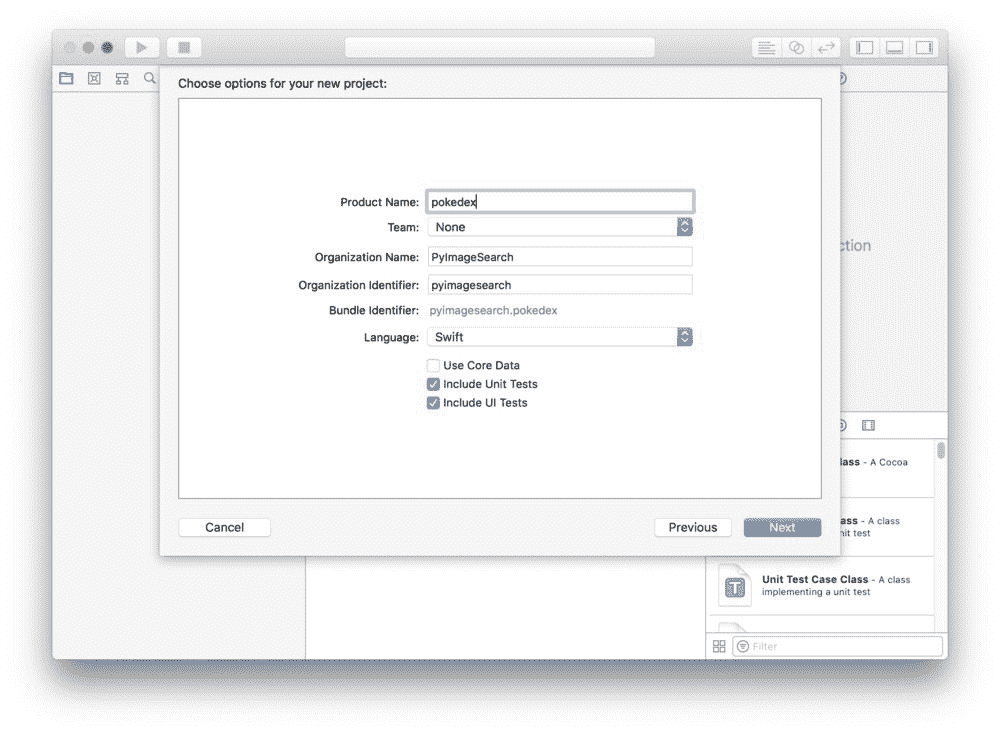 Choose options for your new project:
Product Name: pokedex
Team: None
Organization Name: PyImageSearch
Organization Identifier: pyimagesearch
Bundle Identifier: pyimagesearch.pokedex
Language: Swift
Use Core Data
Include Unit Tests
Include UI Tests
Cancel
Previous
Next
ction
lass - A Cocoa
ass - A class
nit test
Unit Test Case Class - A class
implementing a unit test
Filter